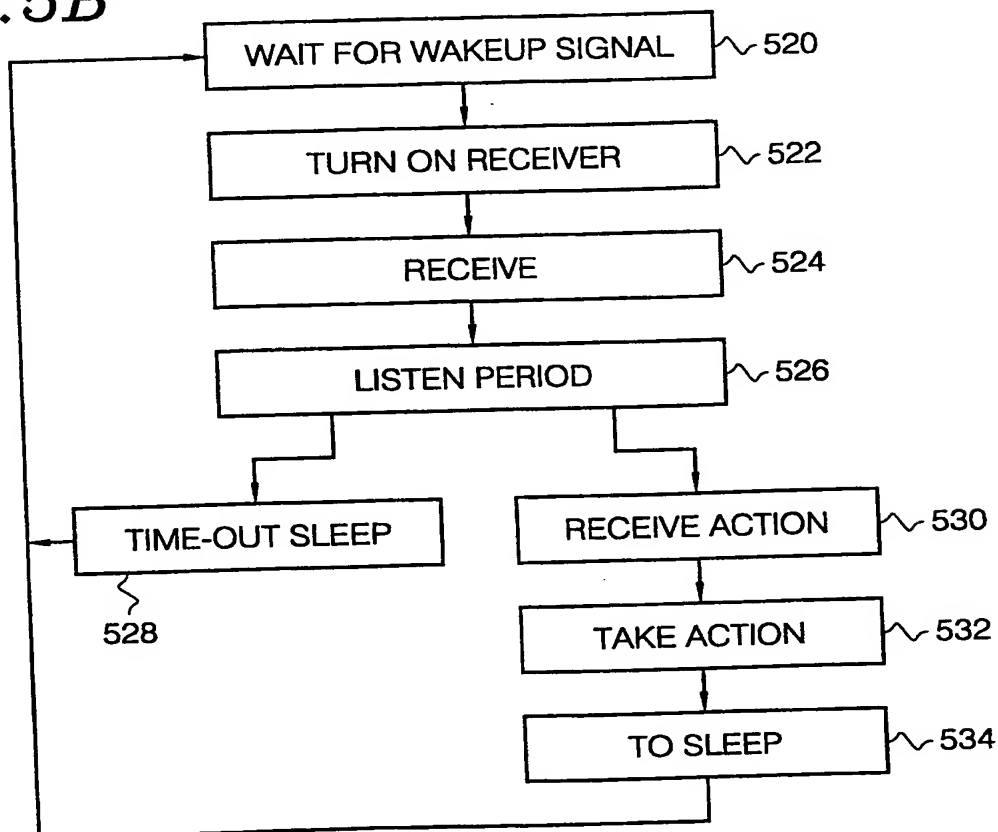 .5B
WAIT FOR WAKEUP SIGNAL 520
TURN ON RECEIVER 522
RECEIVE 524
LISTEN PERIOD 526
TIME-OUT SLEEP
528
RECEIVE ACTION 530
TAKE ACTION 532
TO SLEEP 534